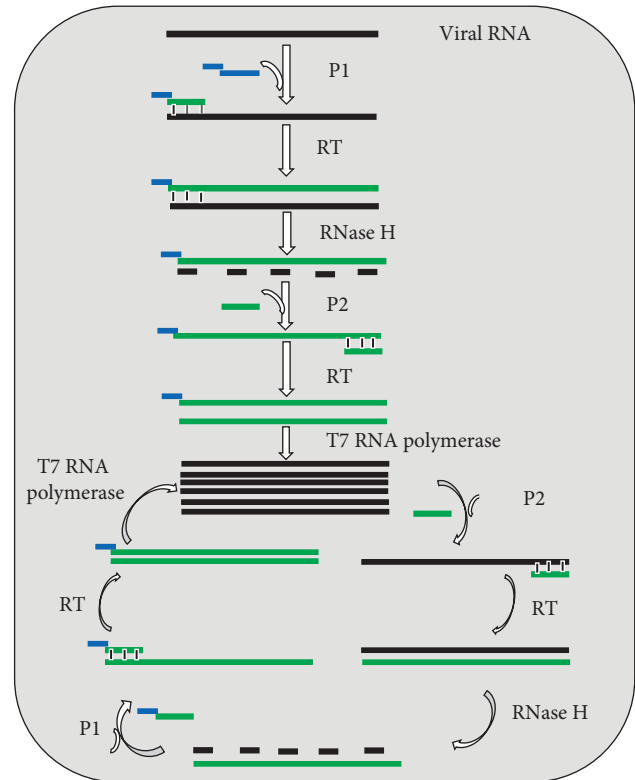 Viral RNA
P1
RT
RNase H
P2
RT
T7 RNA polymerase
T7 RNA
polymerase
P2
RT
RT
RNase H
P1